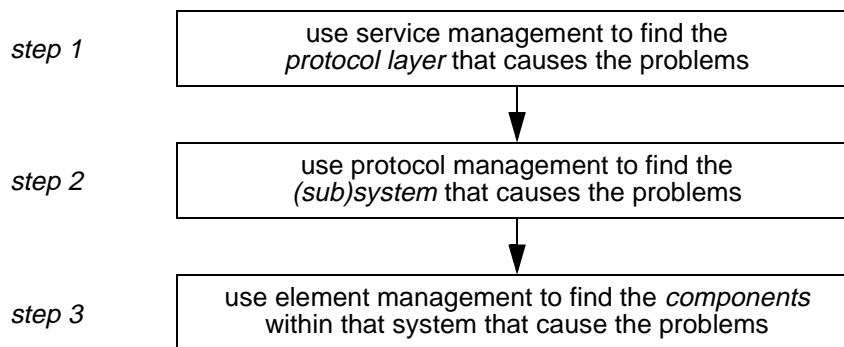 step 1
use service management to find the
protocol layer that causes the problems
step 2
use protocol management to find the
(sub)system that causes the problems
step 3
use element management to find the components
within that system that cause the problems